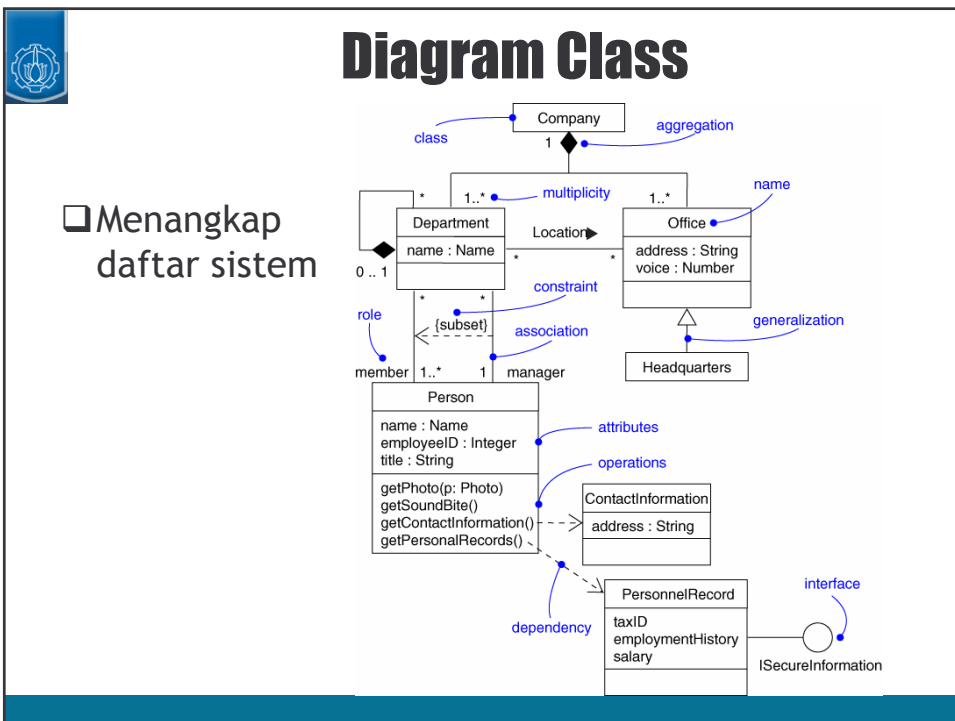 Diagram Class
❑Menangkap
daftar sistem
Company
class
aggregation
1
name
*
1..*
multiplicity
1..*
Department
name : Name
0 .. 1
Location
*
*
Office
address : String
voice : Number
constraint
role
*
*
{subset}
association
generalization
member
1..*
1
manager
Headquarters
Person
name : Name
employeeID : Integer
title : String
attributes
operations
getPhoto(p: Photo)
getSoundBite()
getContactInformation()
getPersonalRecords()
ContactInformation
address : String
dependency
PersonnelRecord
taxID
employmentHistory
salary
interface
ISecureInformation